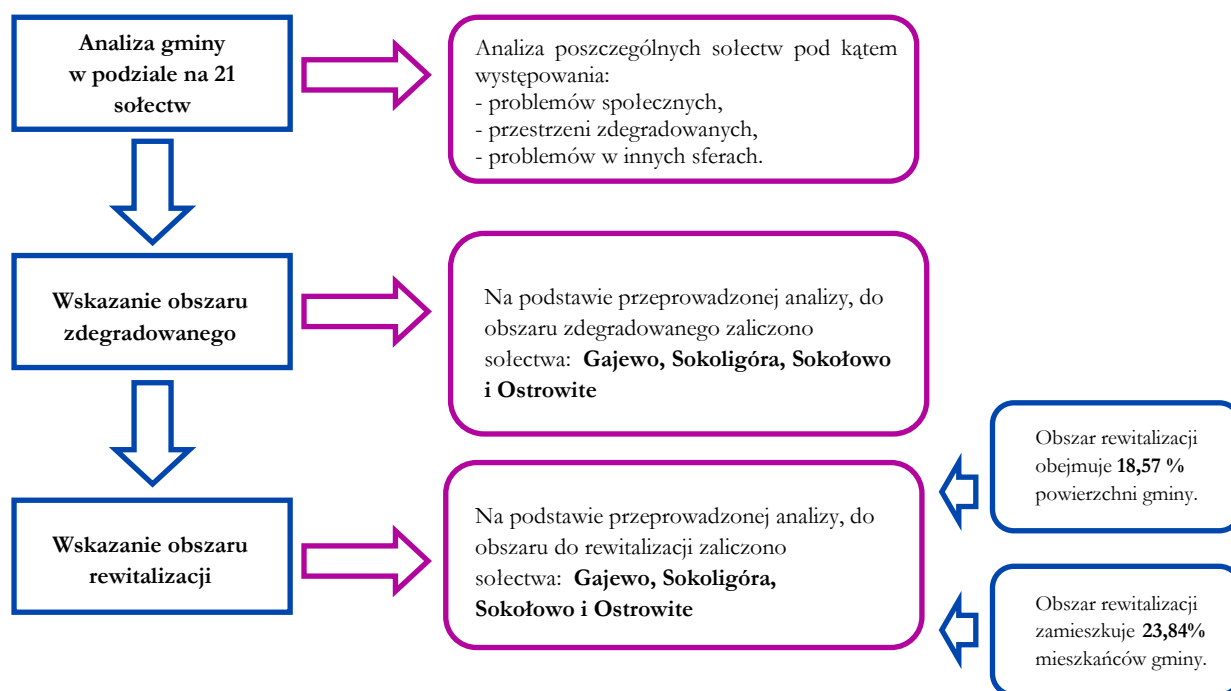 Analiza gminy
w podziale na 21
sołectw
Analiza poszczególnych sołectw pod kątem
występowania:
- problemów społecznych,
- przestrzeni zdegradowanych,
- problemów w innych sferach.
Wskazanie obszaru
zdegradowanego
Na podstawie przeprowadzonej analizy, do
obszaru zdegradowanego zaliczono
sołectwa: Gajewo, Sokoligóra, Sokołowo
i Ostrowite
Wskazanie obszaru
rewitalizacji
Na podstawie przeprowadzonej analizy, do
obszaru do rewitalizacji zaliczono
sołectwa: Gajewo, Sokoligóra,
Sokołowo i Ostrowite
Obszar rewitalizacji
obejmuje 18,57 %
powierzchni gminy.
Obszar rewitalizacji
zamieszkuje 23,84%
mieszkańców gminy.